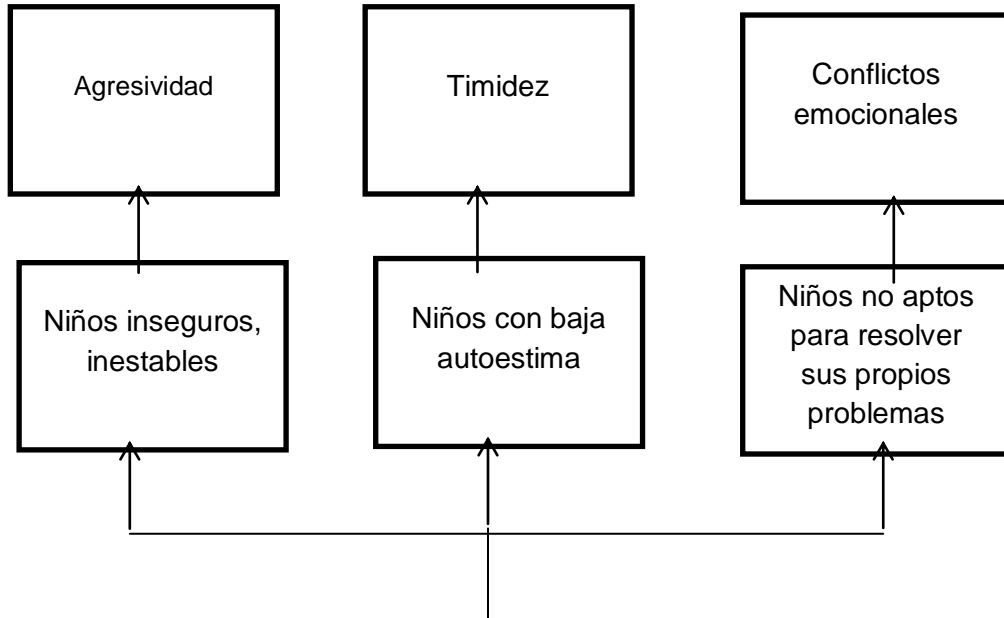 Agresividad
Timidez
Conflictos
emocionales
Niños inseguros,
inestables
Niños con baja
autoestima
Niños no aptos
para resolver
sus propios
problemas